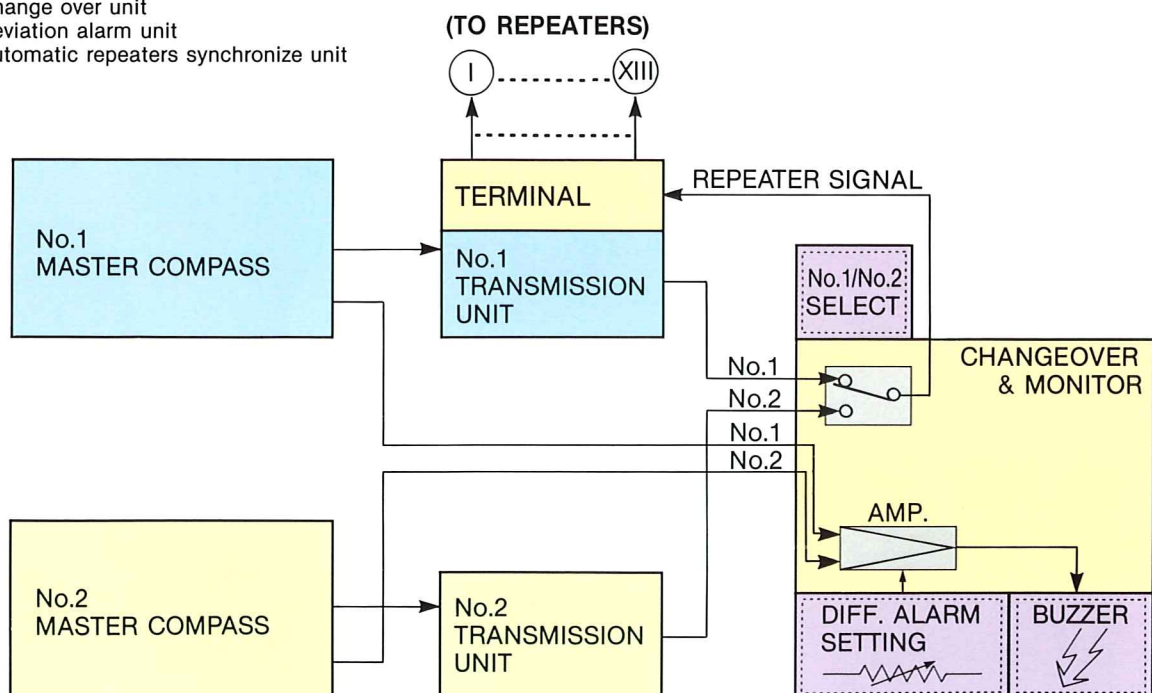 hange over unit
eviation alarm unit
utomatic repeaters synchronize unit
(TO REPEATERS)
I
XIII
TERMINAL
REPEATER SIGNAL
No.1
MASTER COMPASS
No.1
TRANSMISSION
UNIT
No.1/No.2
SELECT
CHANGEOVER
& MONITOR
No.1
No.2
No.1
No.2
AMP.
No.2
MASTER COMPASS
No.2
TRANSMISSION
UNIT
DIFF. ALARM
SETTING
BUZZER